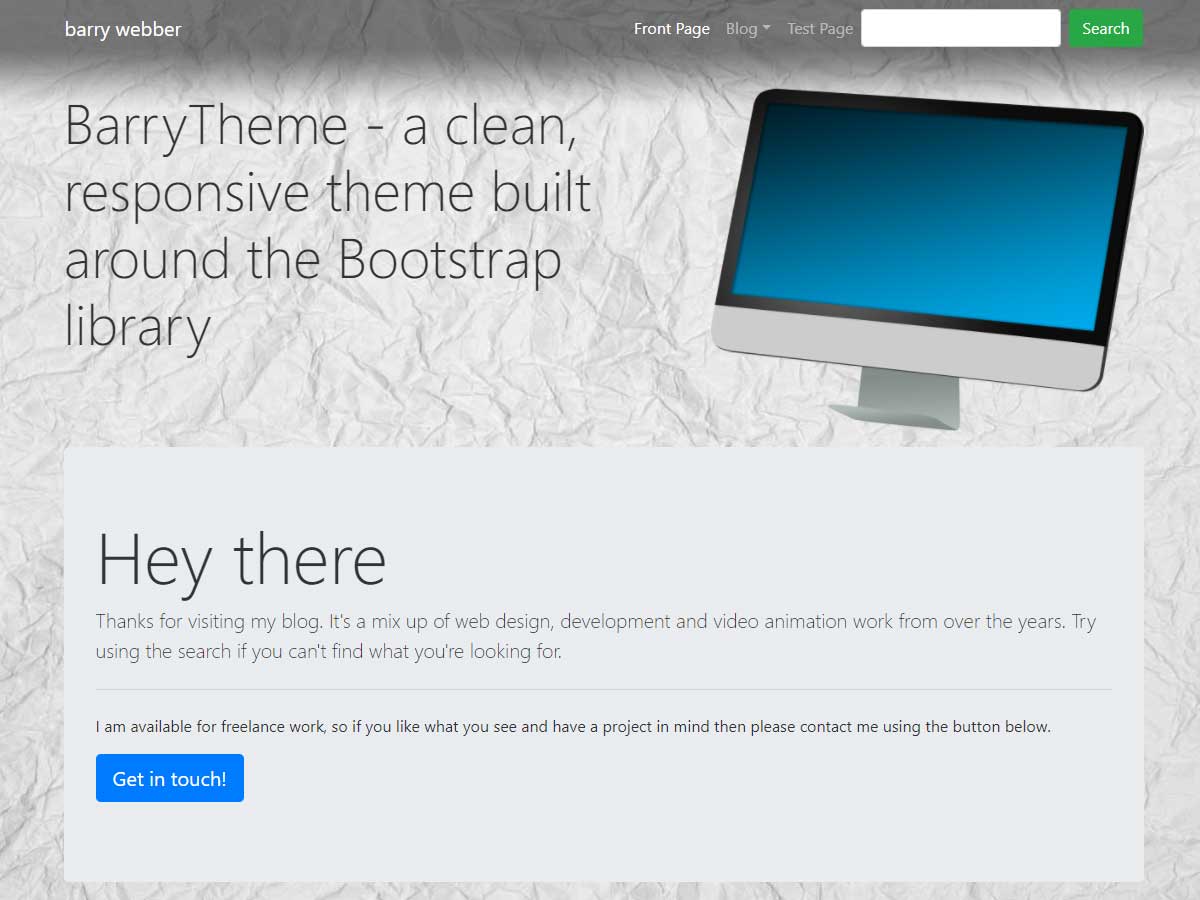 barry webber
Front Page Blog Test Page Search
BarryTheme - a clean,
responsive theme built
around the Bootstrap
library
Hey there
Thanks for visiting my blog. It's a mix up of web design, development and video animation work from over the years. Try
using the search if you can't find what you're looking for.
I am available for freelance work, so if you like what you see and have a project in mind then please contact me using the button below.
Get in touch!